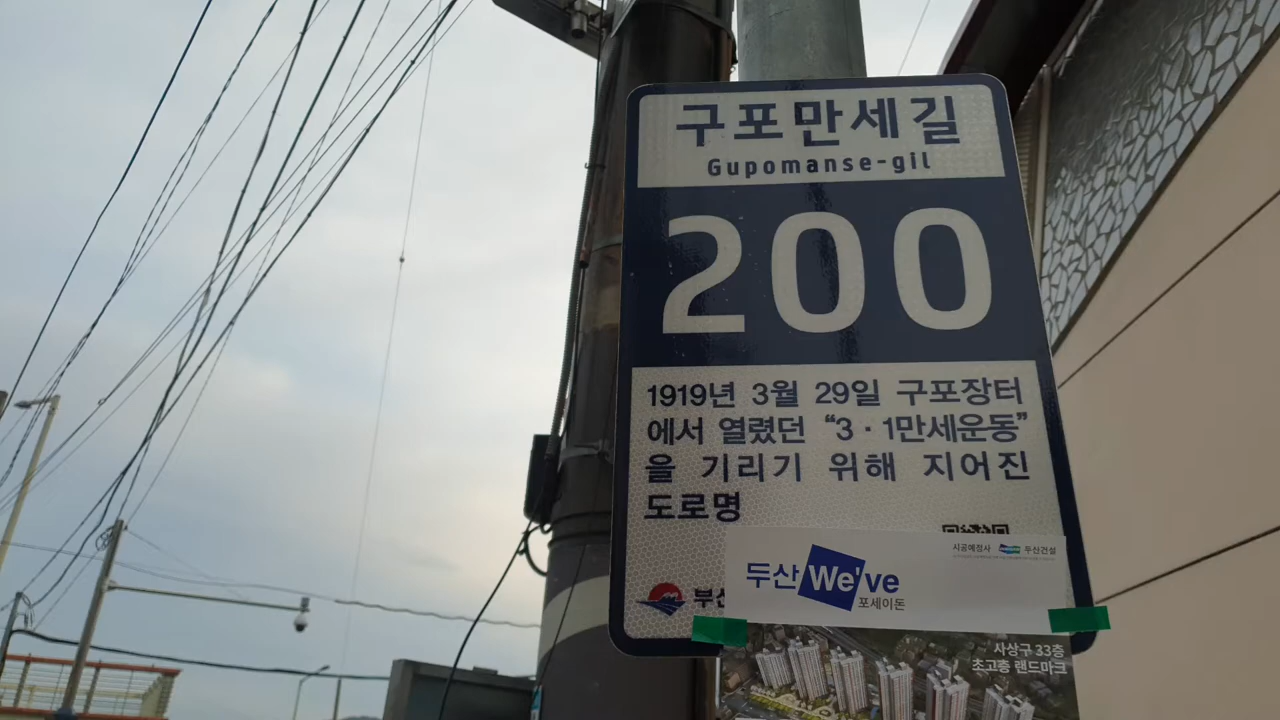 구포만세길
Gupomanse-gil
200
1919년 3월 29일 구포장터
에서 열렸던 “3 · 1만세운동”
을 기리기 위해 지어진
도로명
시공예정사 두산건설
두산 We've
포세이돈
부산
사상구 33층
초고층 랜드마크